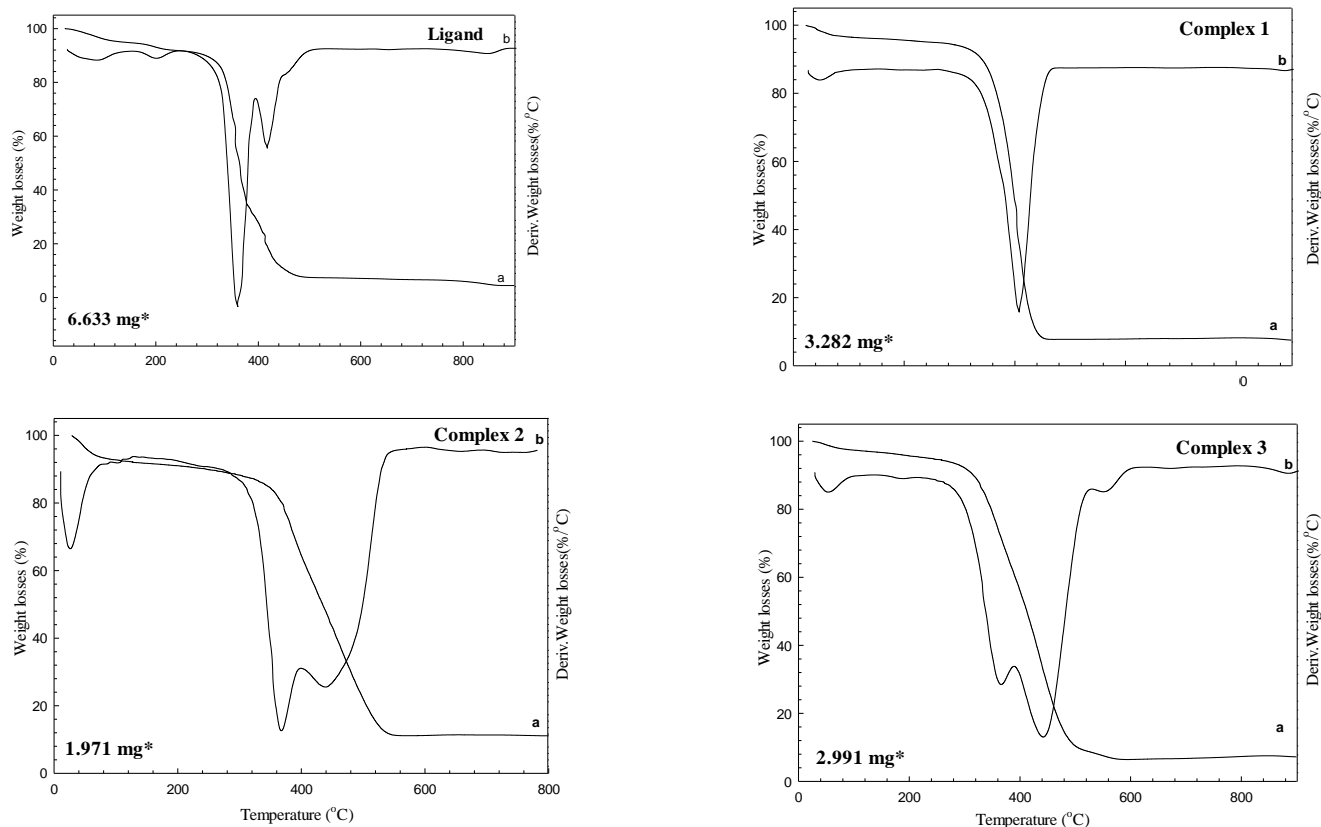 Ligand
b
100
80
60
40
20
0
Weight losses (%)
Deriv.Weight losses(%/°C)
a
6.633 mg*
0 200 400 600 800
Complex 1
b
100
80
60
40
20
0
Weight losses(%)
Deriv.Weight losses(%/°C)
a
3.282 mg*
0
Complex 2
b
100
80
60
40
20
0
Weight losses (%)
Deriv.Weight losses(%/°C)
a
1.971 mg*
0 200 400 600 800
Temperature (°C)
Complex 3
b
100
80
60
40
20
0
Weight losses (%)
Deriv.Weight losses(%/°C)
a
2.991 mg*
0 200 400 600 800
Temperature (°C)